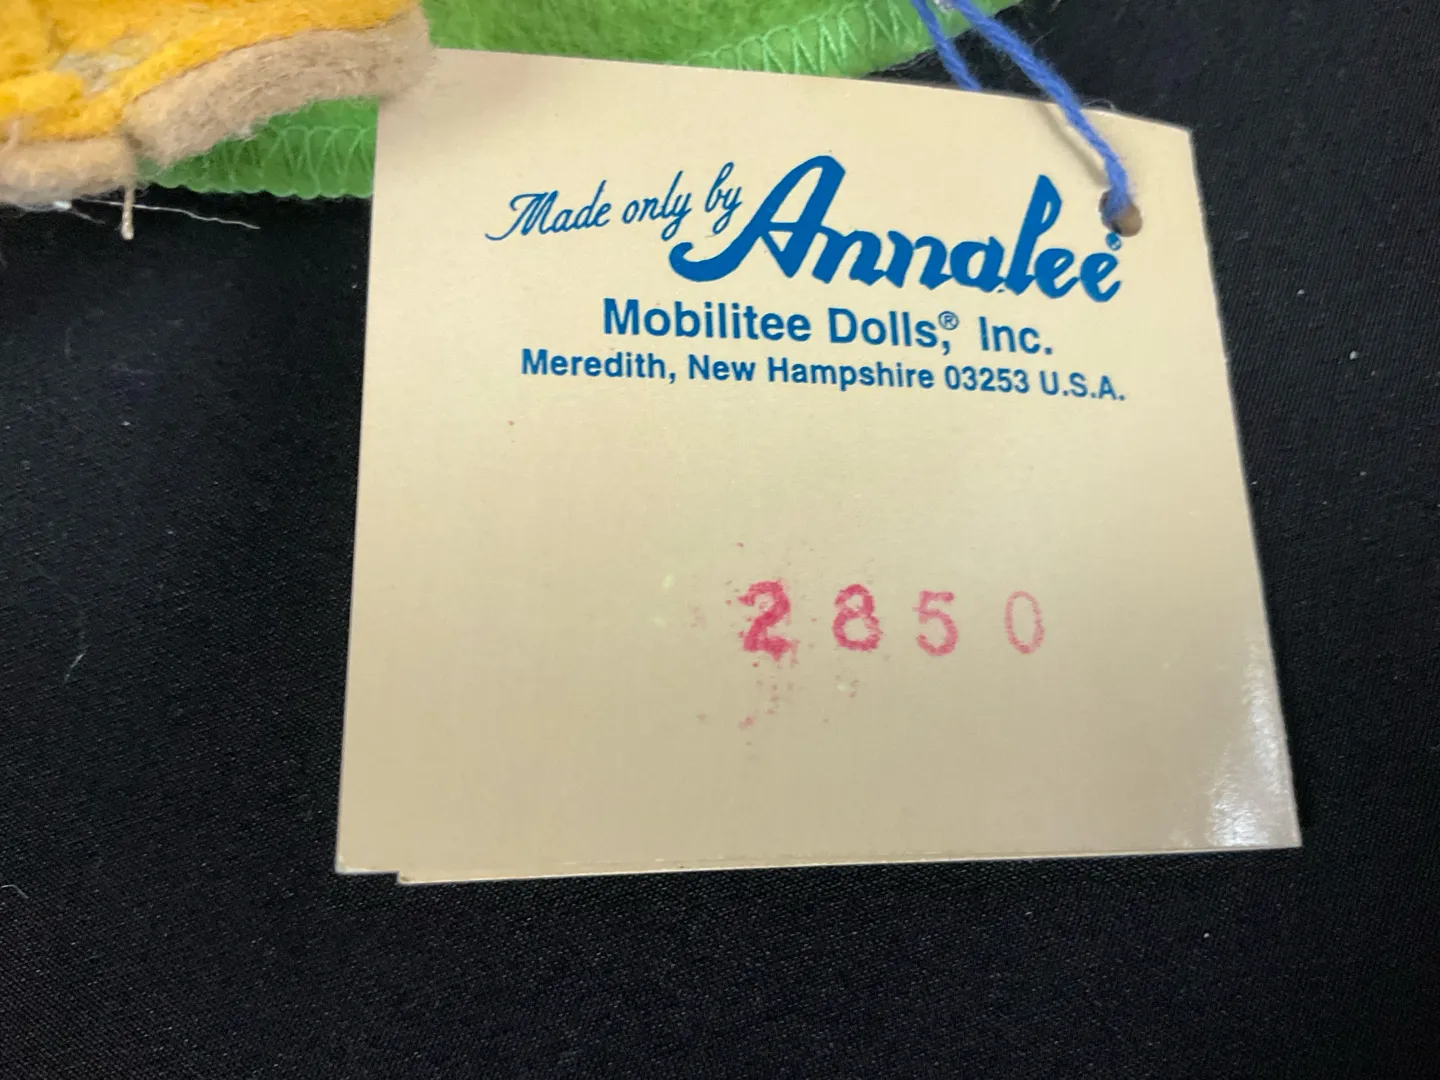 Made only by Annalee®
Mobilitee Dolls,® Inc.
Meredith, New Hampshire 03253 U.S.A.
2850